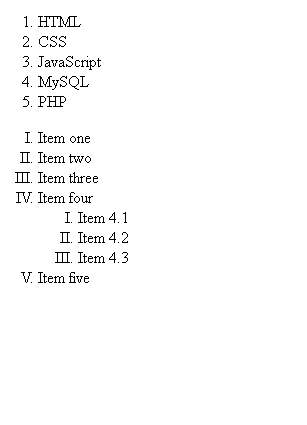 1. HTML
2. CSS
3. JavaScript
4. MySQL
5. PHP
I. Item one
II. Item two
III. Item three
IV. Item four
I. Item 4.1
II. Item 4.2
III. Item 4.3
V. Item five